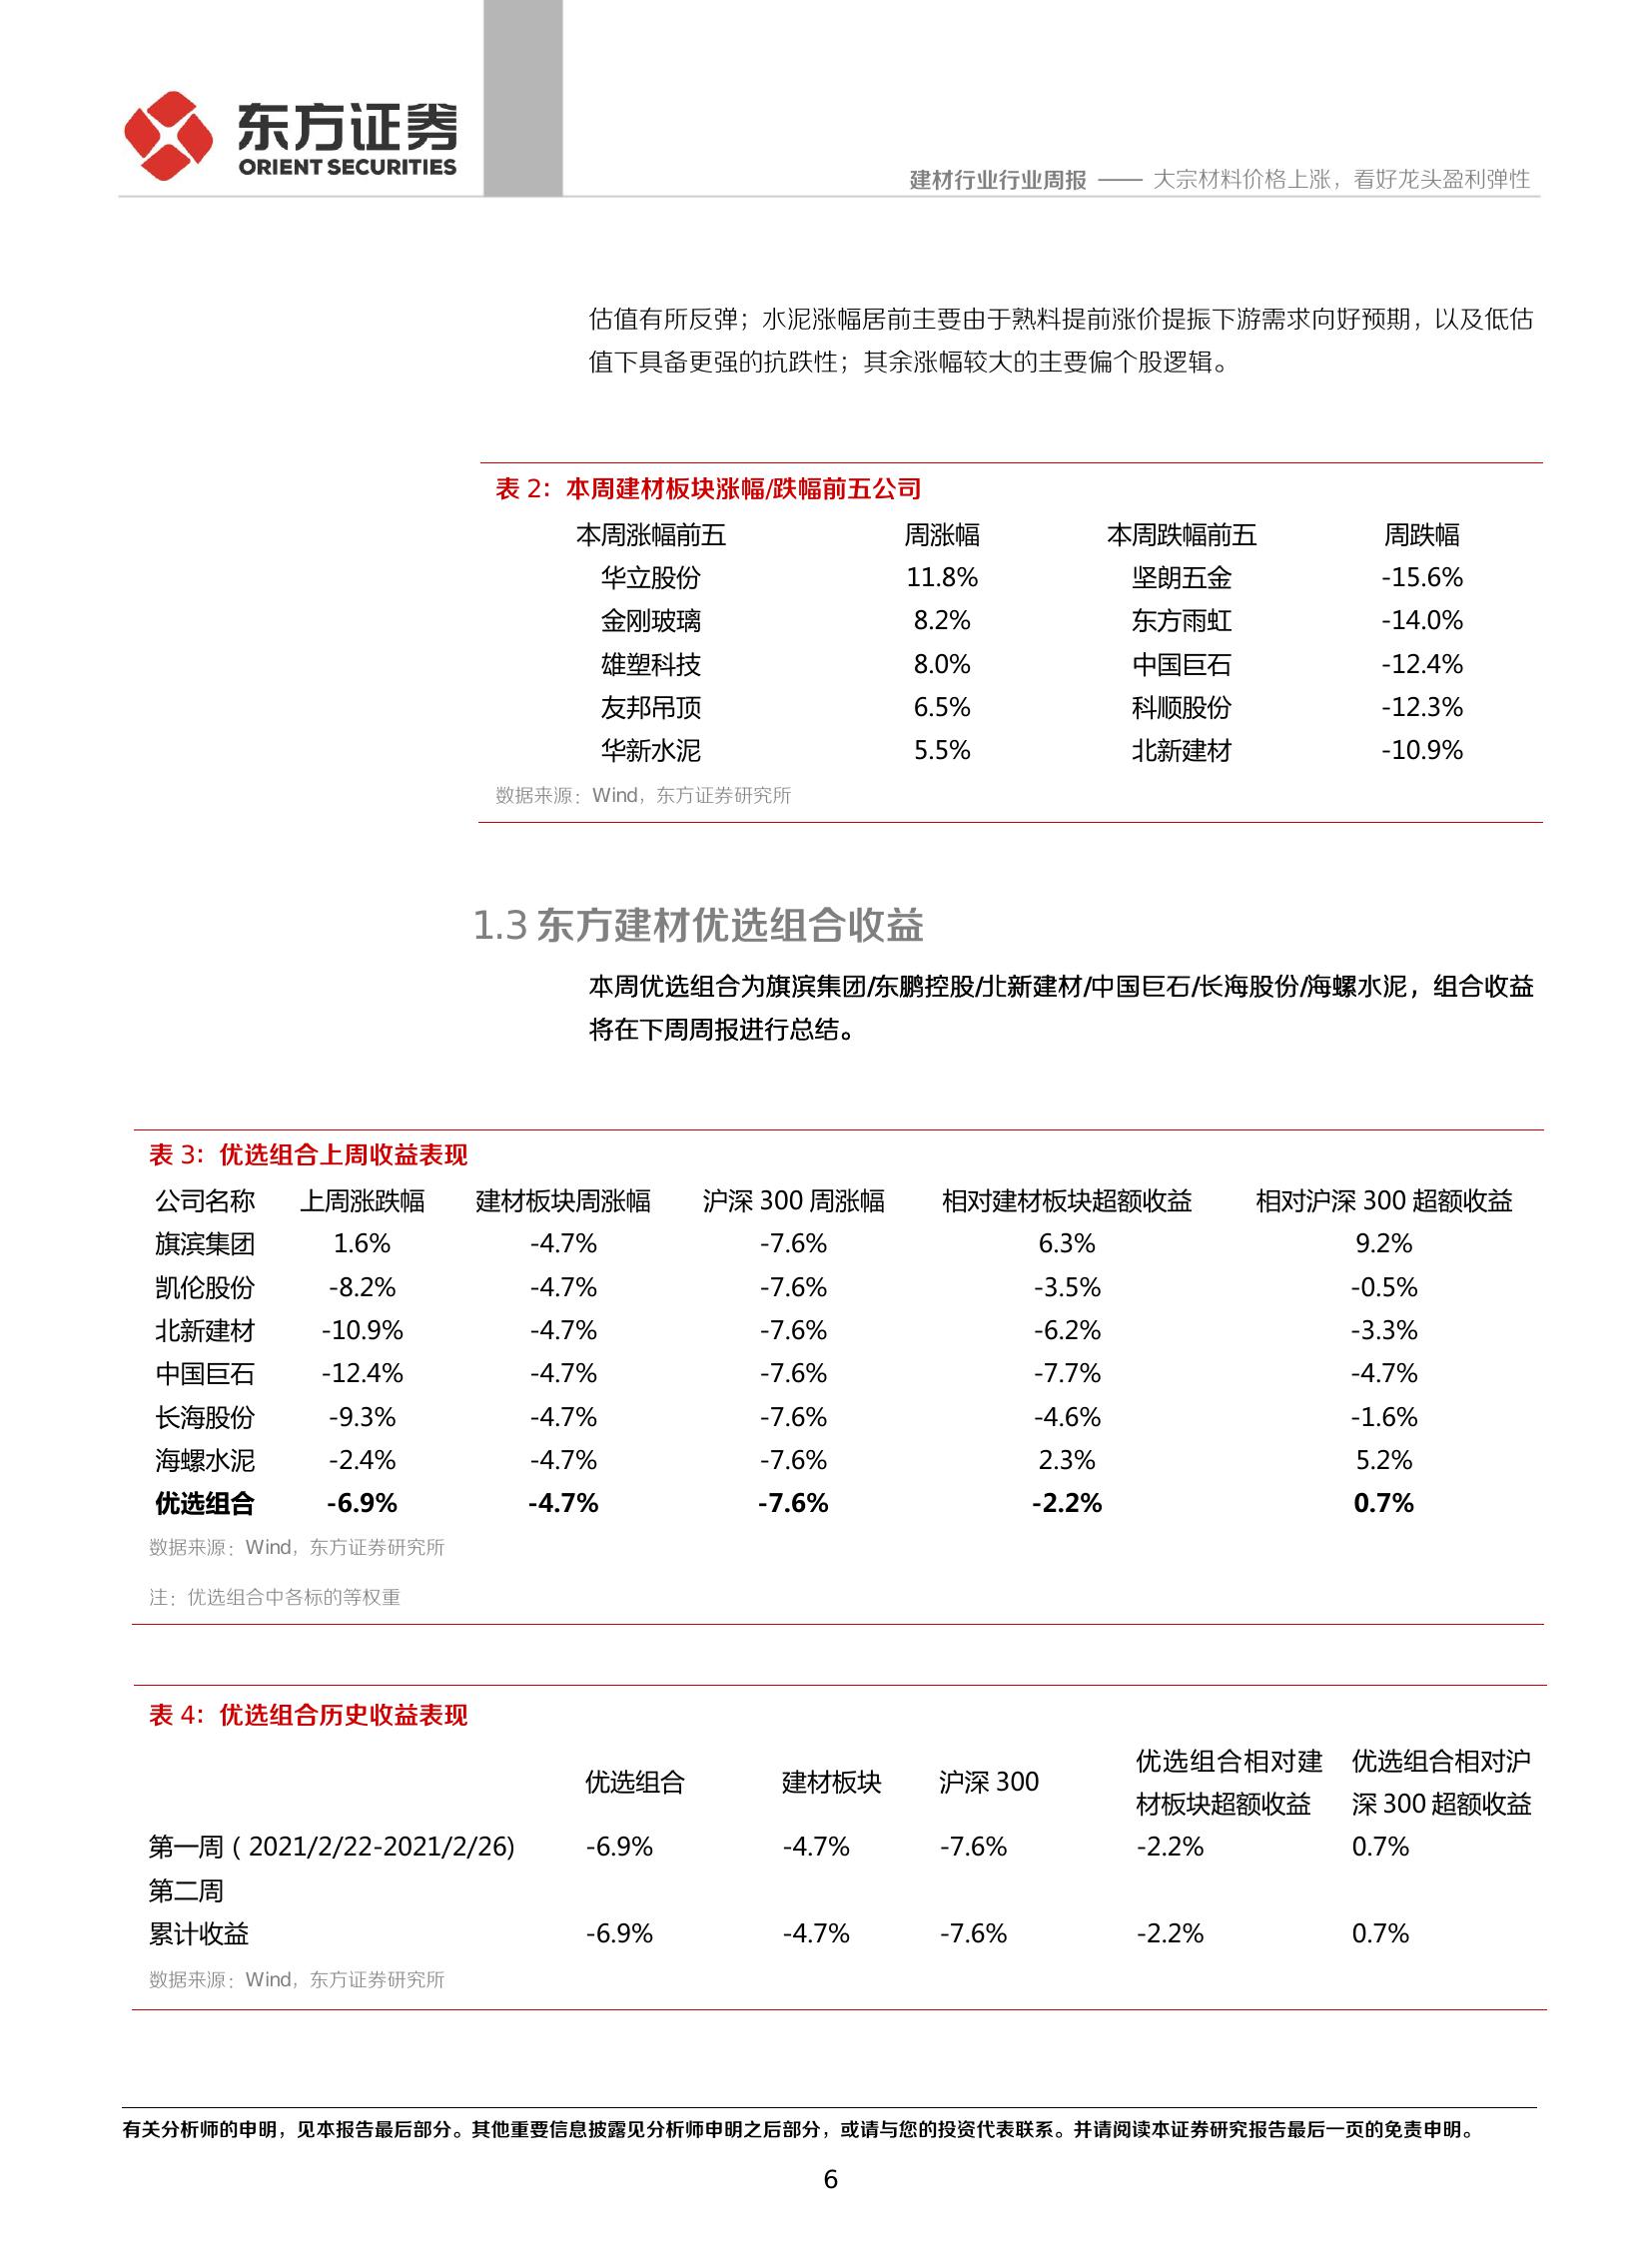 东方证券
ORIENT SECURITIES
建材行业行业周报 —— 大宗材料价格上涨，看好龙头盈利弹性
估值有所反弹；水泥涨幅居前主要由于熟料提前涨价提振下游需求向好预期，以及低估
值下具备更强的抗跌性；其余涨幅较大的主要偏个股逻辑。
表 2：本周建材板块涨幅/跌幅前五公司
本周涨幅前五 周涨幅 本周跌幅前五 周跌幅
华立股份 11.8% 坚朗五金 -15.6%
金刚玻璃 8.2% 东方雨虹 -14.0%
雄塑科技 8.0% 中国巨石 -12.4%
友邦吊顶 6.5% 科顺股份 -12.3%
华新水泥 5.5% 北新建材 -10.9%
数据来源：Wind，东方证券研究所
1.3 东方建材优选组合收益
本周优选组合为旗滨集团/东鹏控股/北新建材/中国巨石/长海股份/海螺水泥，组合收益
将在下周周报进行总结。
表 3：优选组合上周收益表现
公司名称 上周涨跌幅 建材板块周涨幅 沪深 300 周涨幅 相对建材板块超额收益 相对沪深 300 超额收益
旗滨集团 1.6% -4.7% -7.6% 6.3% 9.2%
凯伦股份 -8.2% -4.7% -7.6% -3.5% -0.5%
北新建材 -10.9% -4.7% -7.6% -6.2% -3.3%
中国巨石 -12.4% -4.7% -7.6% -7.7% -4.7%
长海股份 -9.3% -4.7% -7.6% -4.6% -1.6%
海螺水泥 -2.4% -4.7% -7.6% 2.3% 5.2%
优选组合 -6.9% -4.7% -7.6% -2.2% 0.7%
数据来源：Wind，东方证券研究所
注：优选组合中各标的等权重
表 4：优选组合历史收益表现
优选组合 建材板块 沪深 300 优选组合相对建 优选组合相对沪
材板块超额收益 深 300 超额收益
第一周 ( 2021/2/22-2021/2/26) -6.9% -4.7% -7.6% -2.2% 0.7%
第二周
累计收益 -6.9% -4.7% -7.6% -2.2% 0.7%
数据来源：Wind，东方证券研究所
有关分析师的申明，见本报告最后部分。其他重要信息披露见分析师申明之后部分，或请与您的投资代表联系。并请阅读本证券研究报告最后一页的免责申明。
6